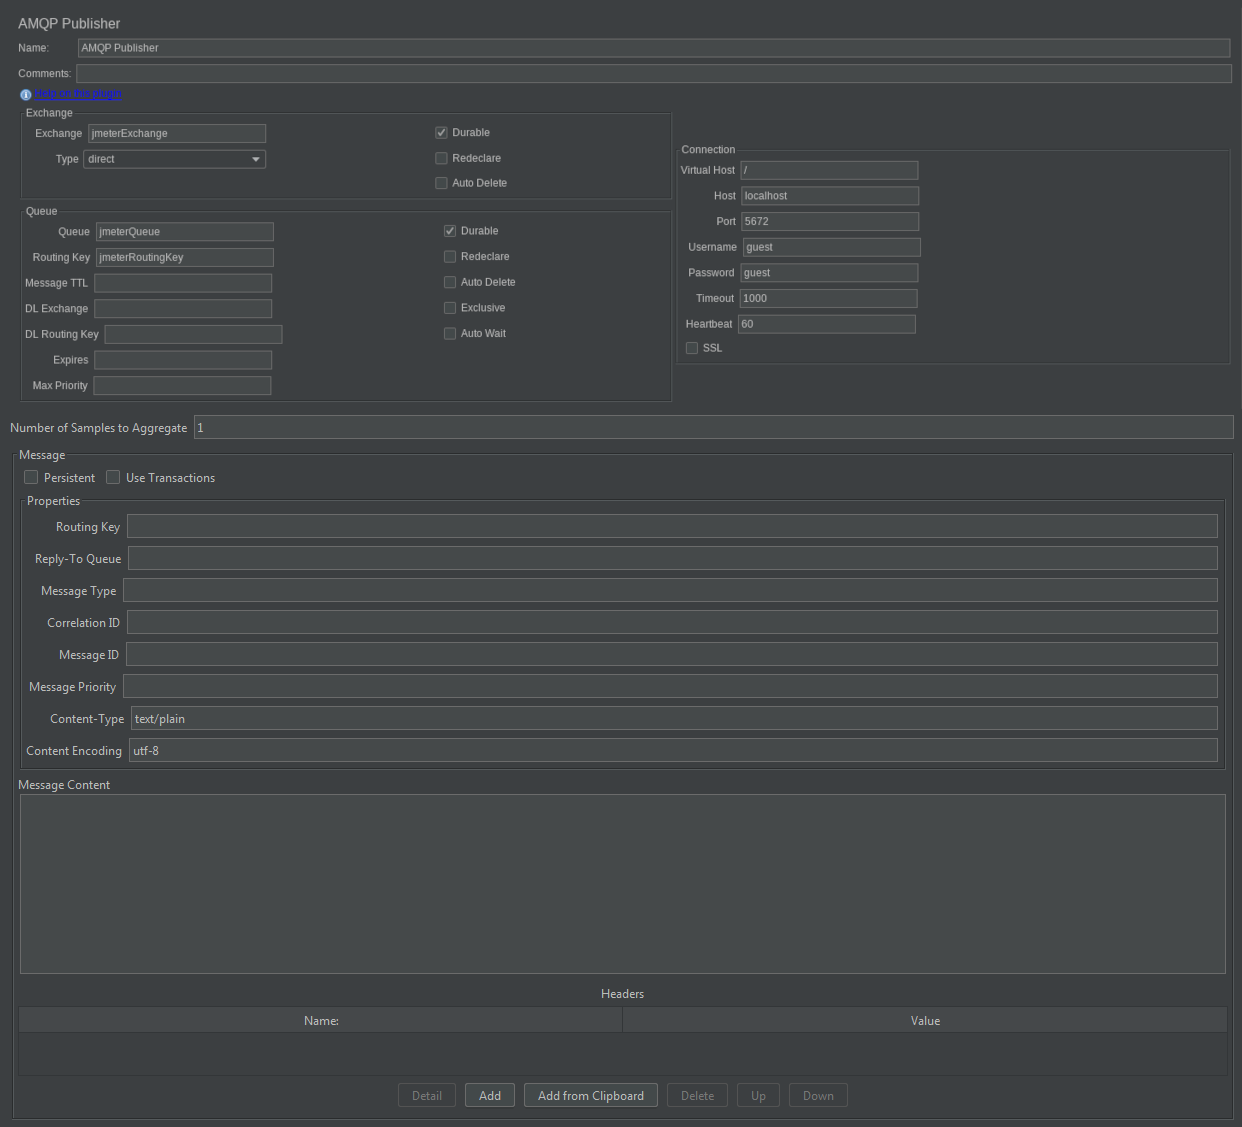 AMQP Publisher
Name: AMQP Publisher
Comments:
Help on this plugin
Exchange
Exchange jmeterExchange Durable
Type direct Redeclare
Auto Delete
Queue
Queue jmeterQueue Durable
Routing Key jmeterRoutingKey Redeclare
Message TTL Auto Delete
DL Exchange Exclusive
DL Routing Key Auto Wait
Expires
Max Priority
Connection
Virtual Host /
Host localhost
Port 5672
Username guest
Password guest
Timeout 1000
Heartbeat 60
SSL
Number of Samples to Aggregate 1
Message
Persistent Use Transactions
Properties
Routing Key
Reply-To Queue
Message Type
Correlation ID
Message ID
Message Priority
Content-Type text/plain
Content Encoding utf-8
Message Content
Headers
Name: Value
Detail Add Add from Clipboard Delete Up Down